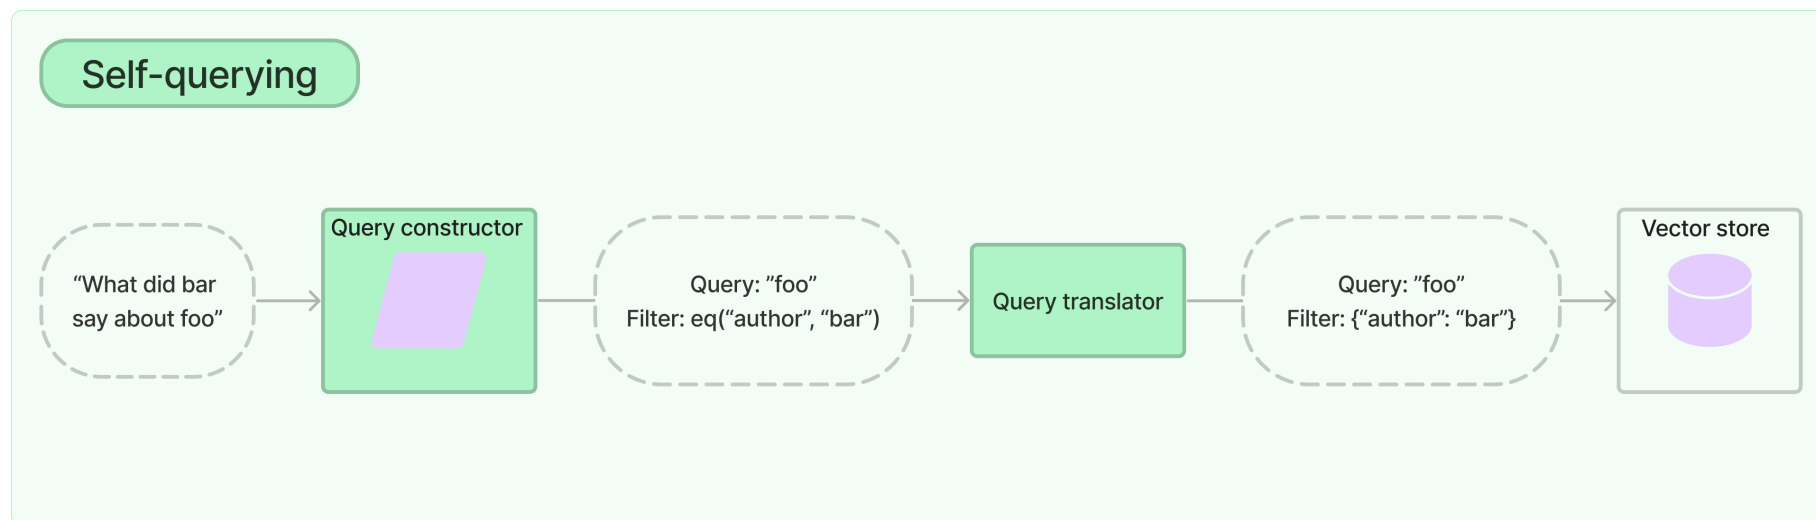 Self-querying
“What did bar
say about foo”
Query constructor
Query: ”foo”
Filter: eq(“author”, “bar”)
Query translator
Query: ”foo”
Filter: {“author”: “bar”}
Vector store